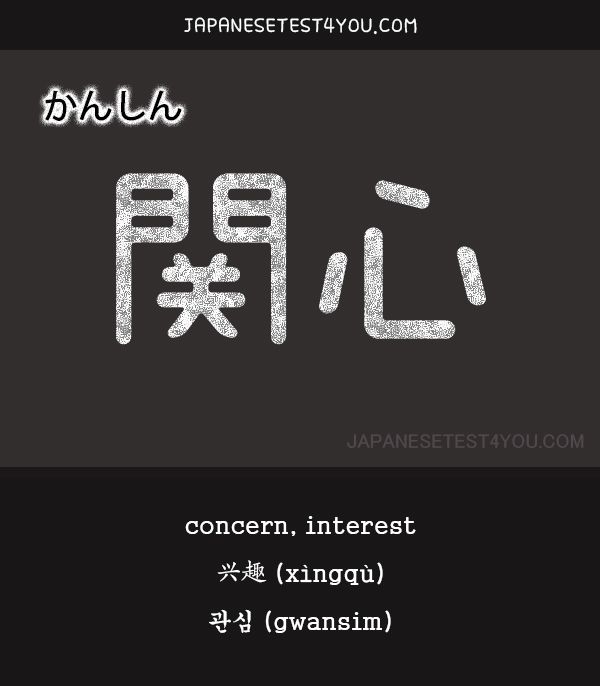 JAPANESETEST4YOU.COM
かんしん
関心
JAPANESETEST4YOU.COM
concern, interest
兴趣 (xìngqù)
관심 (gwansim)